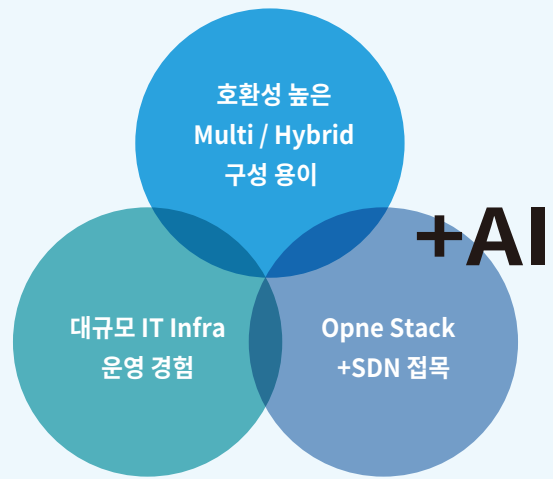 호환성 높은
Multi / Hybrid
구성 용이
+AI
대규모 IT Infra
운영 경험
Opne Stack
+SDN 접목